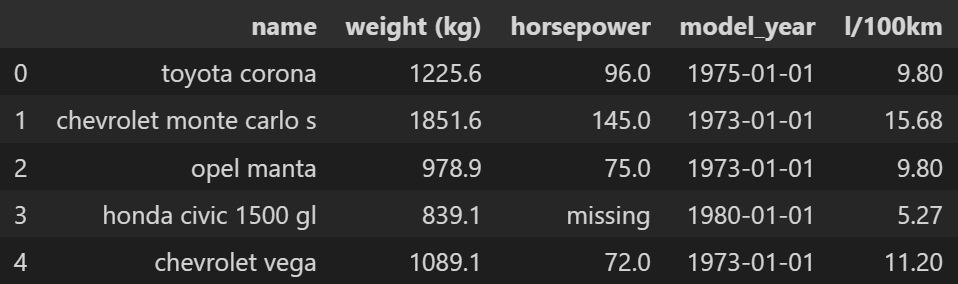 name weight (kg) horsepower model_year l/100km
0 toyota corona 1225.6 96.0 1975-01-01 9.80
1 chevrolet monte carlo s 1851.6 145.0 1973-01-01 15.68
2 opel manta 978.9 75.0 1973-01-01 9.80
3 honda civic 1500 gl 839.1 missing 1980-01-01 5.27
4 chevrolet vega 1089.1 72.0 1973-01-01 11.20